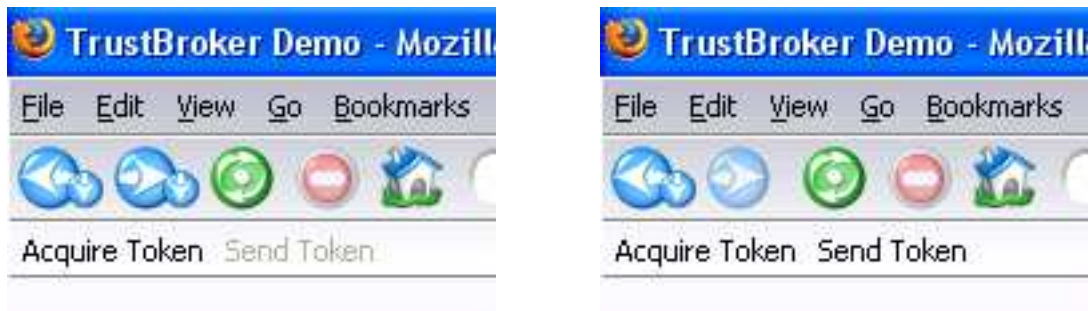 TrustBroker Demo - Mozill
File Edit View Go Bookmarks
Acquire Token Send Token
TrustBroker Demo - Mozill
File Edit View Go Bookmarks
Acquire Token Send Token